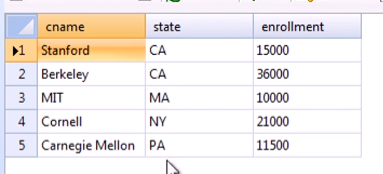 cname state enrollment
1 Stanford CA 15000
2 Berkeley CA 36000
3 MIT MA 10000
4 Cornell NY 21000
5 Carnegie Mellon PA 11500